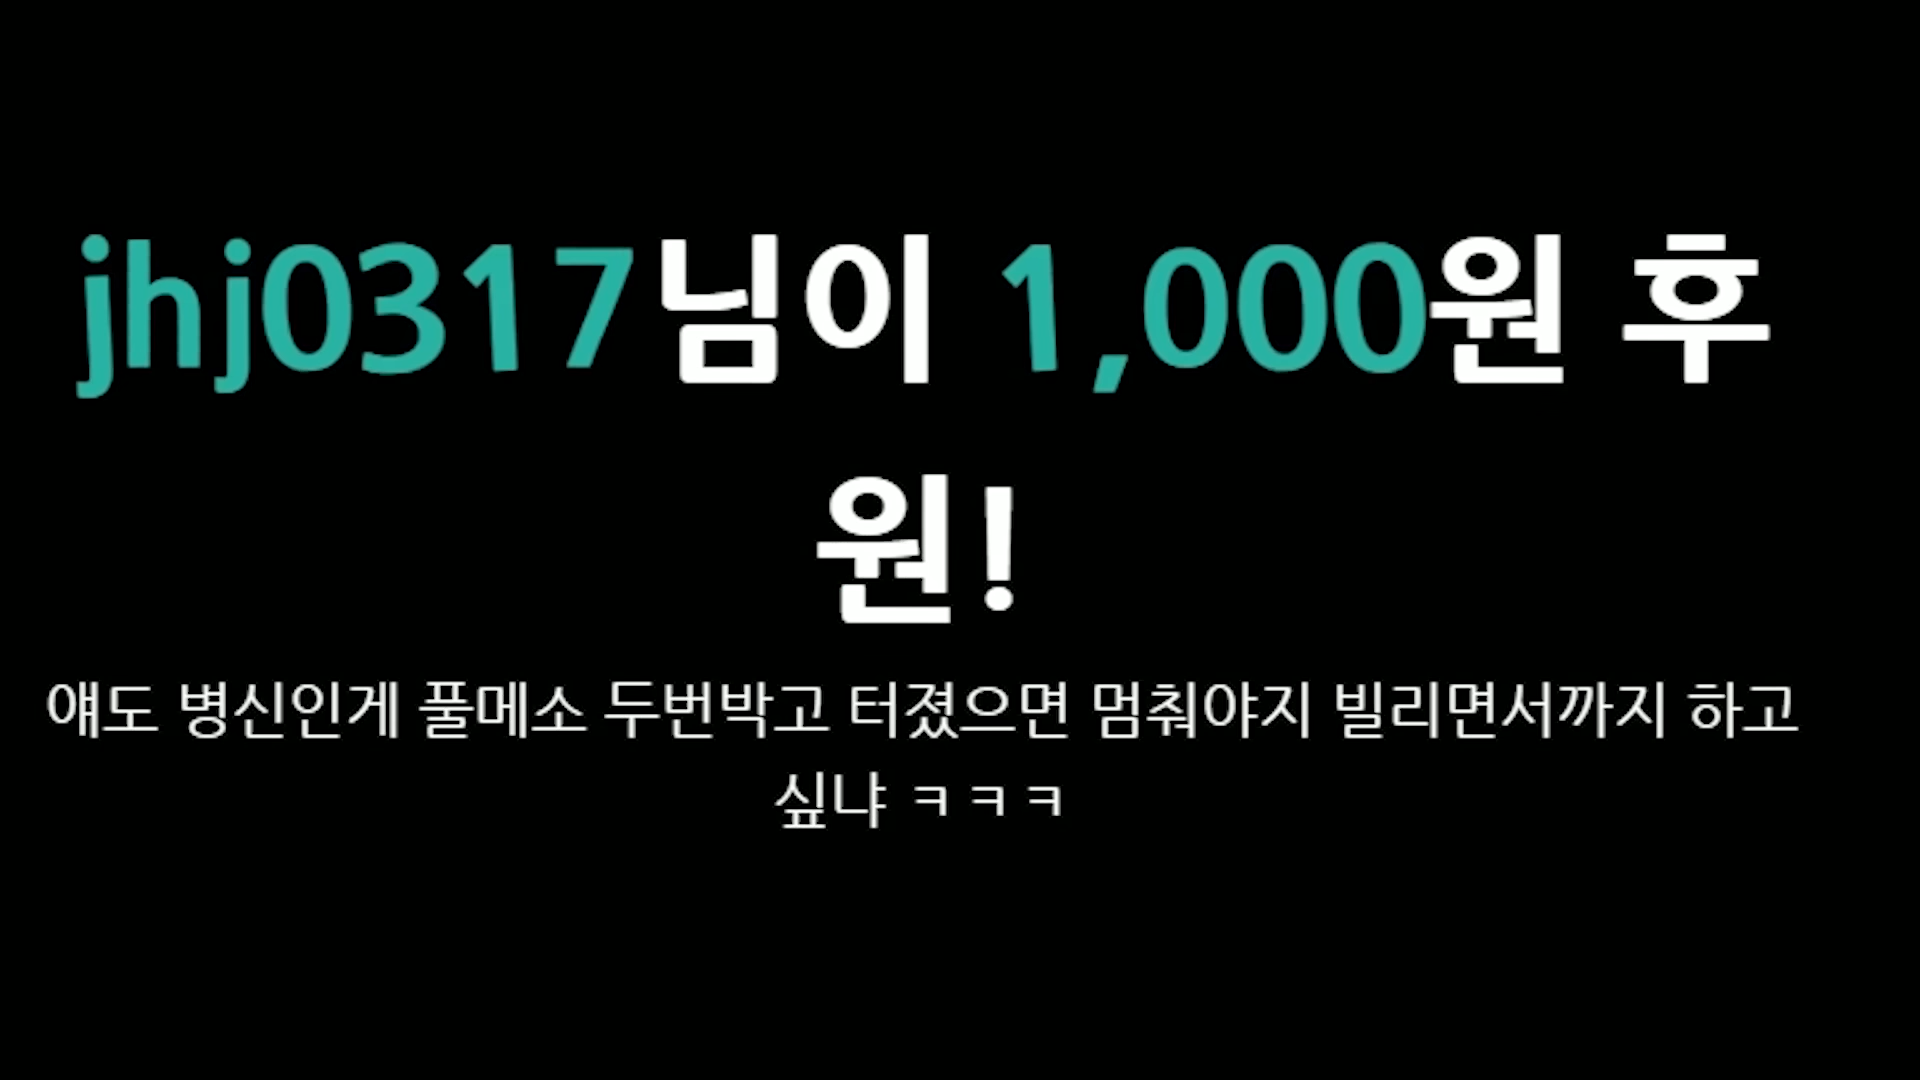 jhj0317님이 1,000원 후
원!
얘도 병신인게 풀메소 두번박고 터졌으면 멈춰야지 빌리면서까지 하고
싶냐 ㅋㅋㅋ